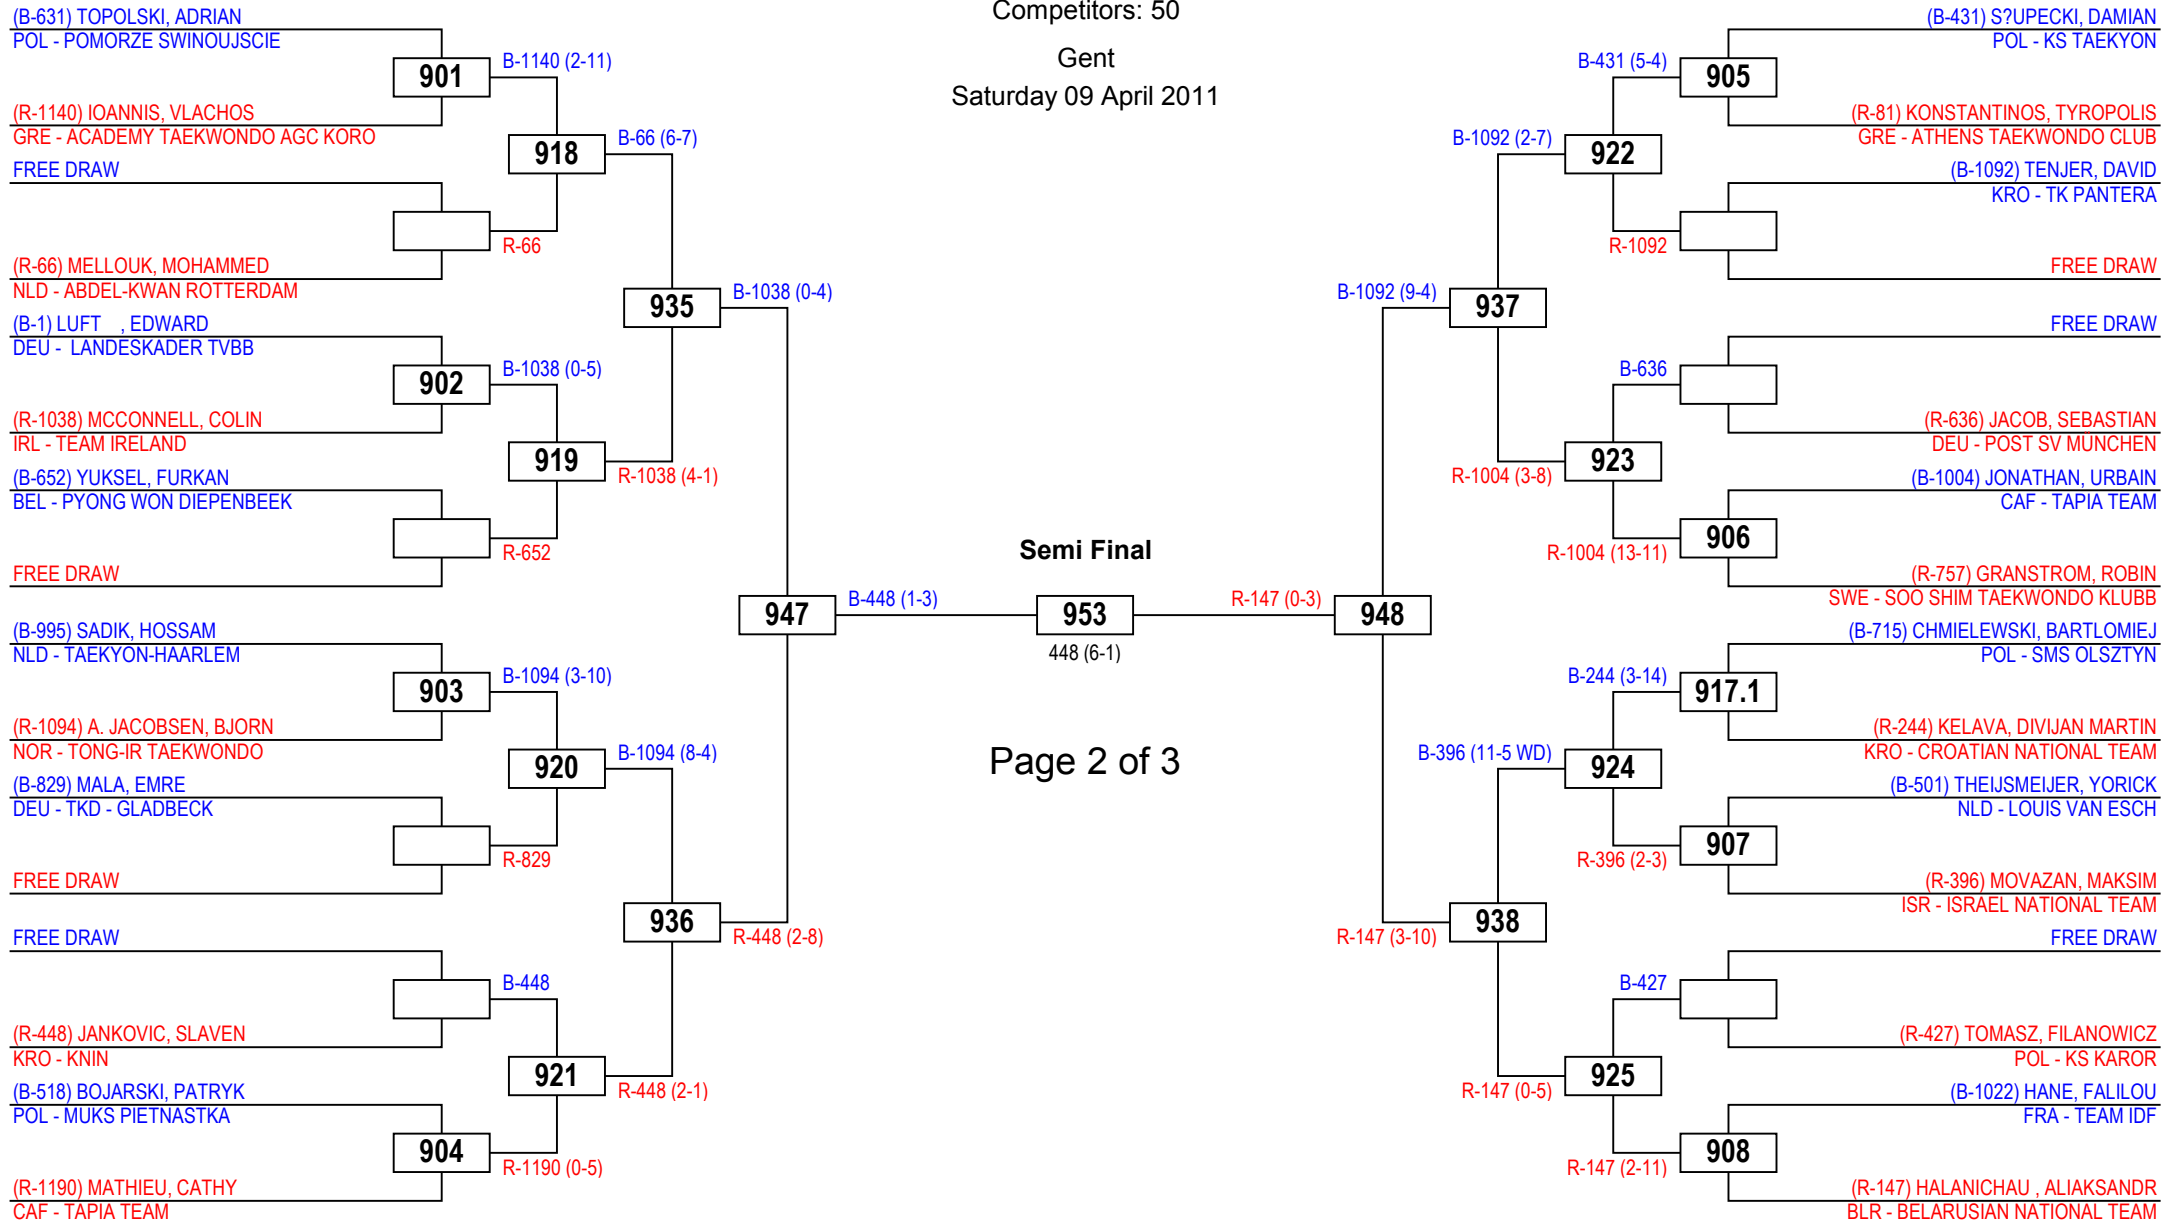 Competitors: 50
Gent
Saturday 09 April 2011
(B-631) TOPOLSKI, ADRIAN
POL - POMORZE SWINOUJSCIE
901
B-1140 (2-11)
(R-1140) IOANNIS, VLACHOS
GRE - ACADEMY TAEKWONDO AGC KORO
918
B-66 (6-7)
FREE DRAW
R-66
(R-66) MELLOUK, MOHAMMED
NLD - ABDEL-KWAN ROTTERDAM
935
B-1038 (0-4)
(B-1) LUFT , EDWARD
DEU - LANDESKADER TVBB
902
B-1038 (0-5)
(R-1038) MCCONNELL, COLIN
IRL - TEAM IRELAND
919
R-1038 (4-1)
(B-652) YUKSEL, FURKAN
BEL - PYONG WON DIEPENBEEK
R-652
FREE DRAW
947
B-448 (1-3)
(B-995) SADIK, HOSSAM
NLD - TAEKYON-HAARLEM
903
B-1094 (3-10)
(R-1094) A. JACOBSEN, BJORN
NOR - TONG-IR TAEKWONDO
920
B-1094 (8-4)
(B-829) MALA, EMRE
DEU - TKD - GLADBECK
R-829
FREE DRAW
936
R-448 (2-8)
FREE DRAW
B-448
(R-448) JANKOVIC, SLAVEN
KRO - KNIN
921
R-448 (2-1)
(B-518) BOJARSKI, PATRYK
POL - MUKS PIETNASTKA
904
R-1190 (0-5)
(R-1190) MATHIEU, CATHY
CAF - TAPIA TEAM
Semi Final
953
448 (6-1)
Page 2 of 3
(B-431) S?UPECKI, DAMIAN
POL - KS TAEKYON
B-431 (5-4)
905
(R-81) KONSTANTINOS, TYROPOLIS
GRE - ATHENS TAEKWONDO CLUB
B-1092 (2-7)
922
(B-1092) TENJER, DAVID
KRO - TK PANTERA
R-1092
FREE DRAW
B-1092 (9-4)
937
FREE DRAW
B-636
(R-636) JACOB, SEBASTIAN
DEU - POST SV MUNCHEN
R-1004 (3-8)
923
(B-1004) JONATHAN, URBAIN
CAF - TAPIA TEAM
R-1004 (13-11)
906
(R-757) GRANSTROM, ROBIN
SWE - SOO SHIM TAEKWONDO KLUBB
R-147 (0-3)
948
(B-715) CHMIELEWSKI, BARTLOMIEJ
POL - SMS OLSZTYN
B-244 (3-14)
917.1
(R-244) KELAVA, DIVIJAN MARTIN
KRO - CROATIAN NATIONAL TEAM
B-396 (11-5 WD)
924
(B-501) THEIJSMEIJER, YORICK
NLD - LOUIS VAN ESCH
R-396 (2-3)
907
(R-396) MOVAZAN, MAKSIM
ISR - ISRAEL NATIONAL TEAM
R-147 (3-10)
938
FREE DRAW
B-427
(R-427) TOMASZ, FILANOWICZ
POL - KS KAROR
R-147 (0-5)
925
(B-1022) HANE, FALILOU
FRA - TEAM IDF
R-147 (2-11)
908
(R-147) HALANICHAU , ALIAKSANDR
BLR - BELARUSIAN NATIONAL TEAM